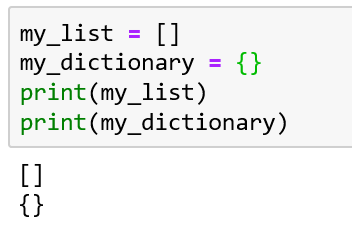 my_list = []
my_dictionary = {}
print(my_list)
print(my_dictionary)
[]
{}